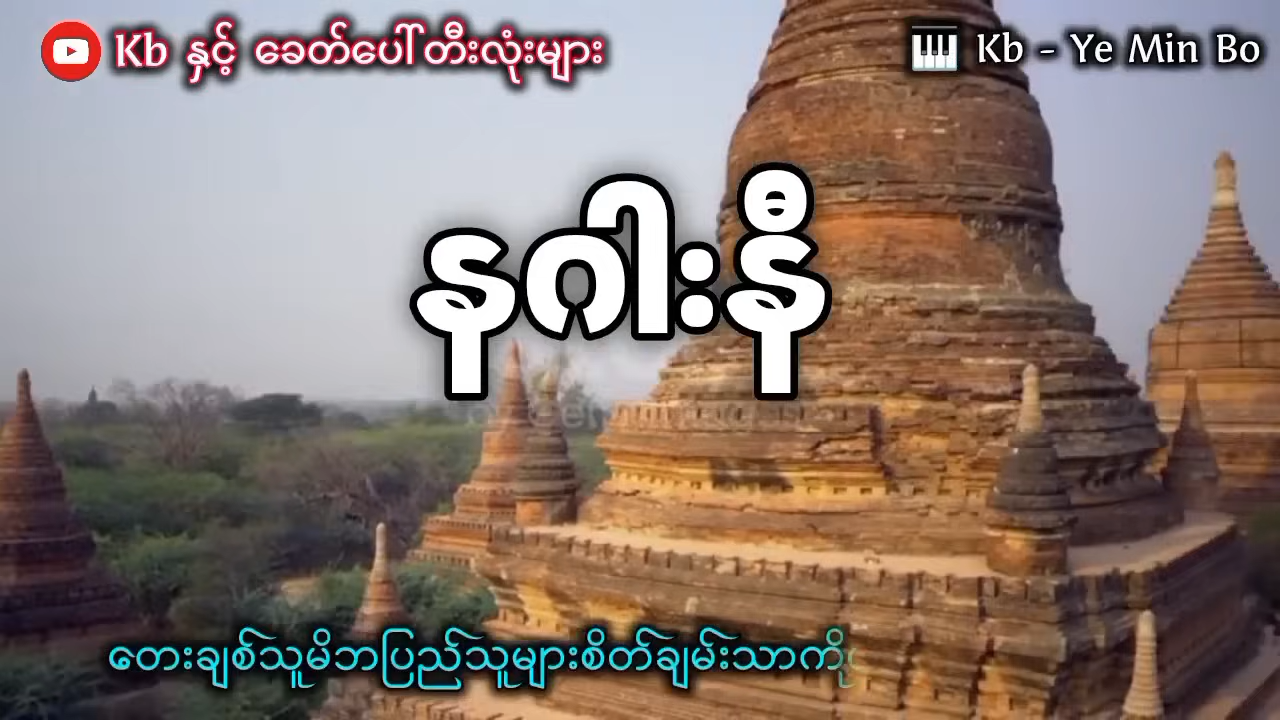 Kb နှင့် ခေတ်ပေါ်တီးလုံးများ
Kb - Ye Min Bo
နဂါးနီ
တေးချစ်သူမိဘပြည်သူများစိတ်ချမ်းသာကို